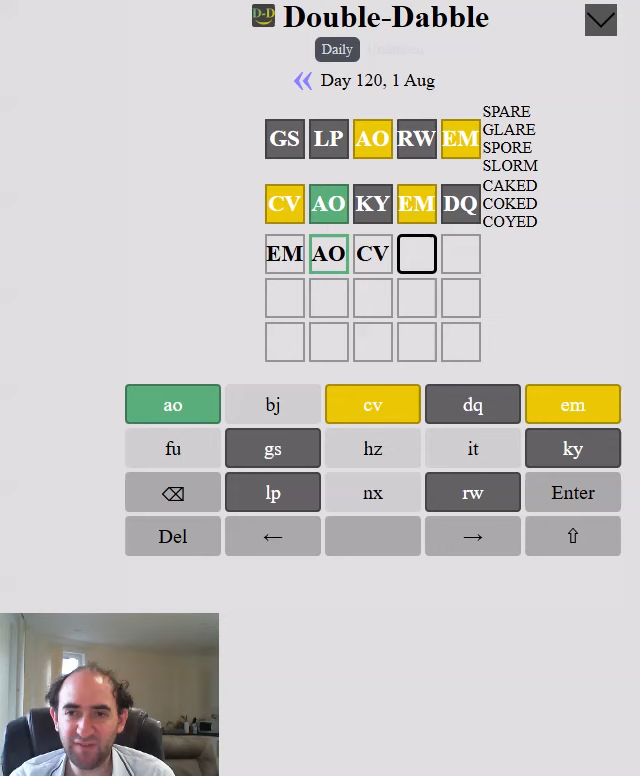 D-D Double-Dabble
Daily
Day 120, 1 Aug
GS LP AO RW EM
SPARE
GLARE
SPORE
SLORM
CV AO KY EM DQ
CAKED
COKED
COYED
EM AO CV
ao bj cv dq em
fu gs hz it ky
lp nx rw Enter
Del